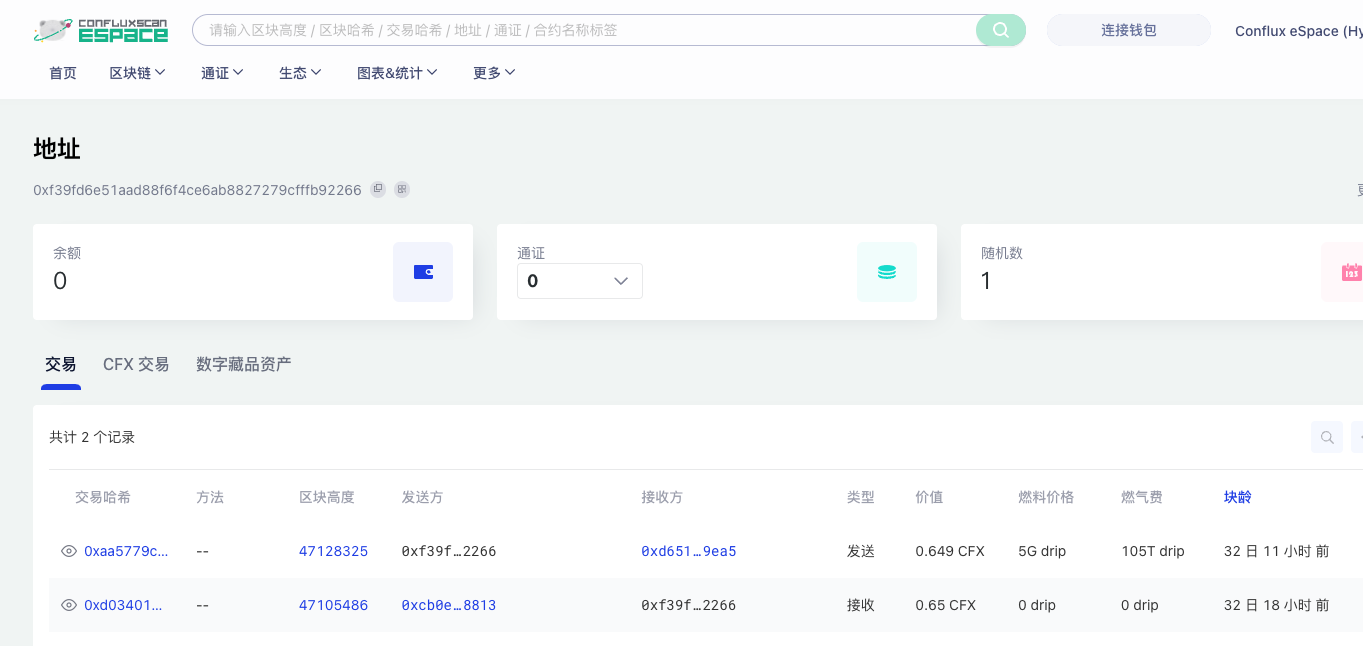 CONFLUXSCAN
ESPACE
请输入区块高度 / 区块哈希 / 交易哈希 / 地址 / 通证 / 合约名称标签
连接钱包
Conflux eSpace (Hy
首页 区块链 通证 生态 图表&统计 更多
地址
0xf39fd6e51aad88f6f4ce6ab8827279cfffb92266
余额
0
通证
0
随机数
1
123
交易 CFX 交易 数字藏品资产
共计 2 个记录
交易哈希 方法 区块高度 发送方 接收方 类型 价值 燃料价格 燃气费 块龄
0xaa5779c... -- 47128325 0xf39f…2266 0xd651…9ea5 发送 0.649 CFX 5G drip 105T drip 32 日 11 小时 前
0xd03401... -- 47105486 0xcb0e…8813 0xf39f…2266 接收 0.65 CFX 0 drip 0 drip 32 日 18 小时 前